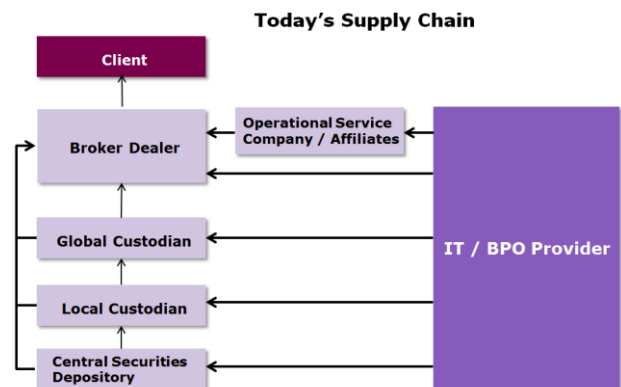 Today's Supply Chain
Client
Operational Service
Company / Affiliates
Broker Dealer
Global Custodian
IT / BPO Provider
Local Custodian
Central Securities
Depository